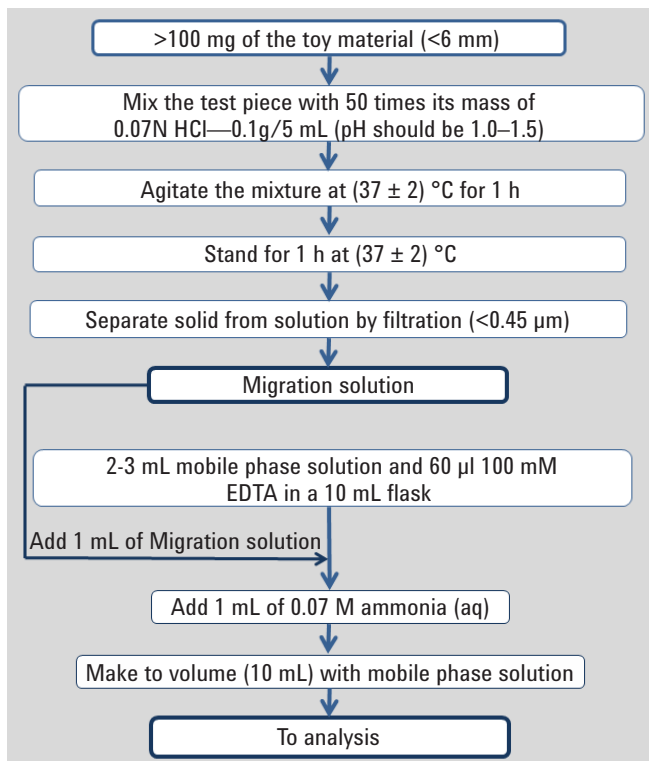 >100 mg of the toy material (<6 mm)
Mix the test piece with 50 times its mass of
0.07N HCl—0.1g/5 mL (pH should be 1.0–1.5)
Agitate the mixture at (37 ± 2) °C for 1 h
Stand for 1 h at (37 ± 2) °C
Separate solid from solution by filtration (<0.45 µm)
Migration solution
2-3 mL mobile phase solution and 60 µl 100 mM
EDTA in a 10 mL flask
Add 1 mL of Migration solution
Add 1 mL of 0.07 M ammonia (aq)
Make to volume (10 mL) with mobile phase solution
To analysis